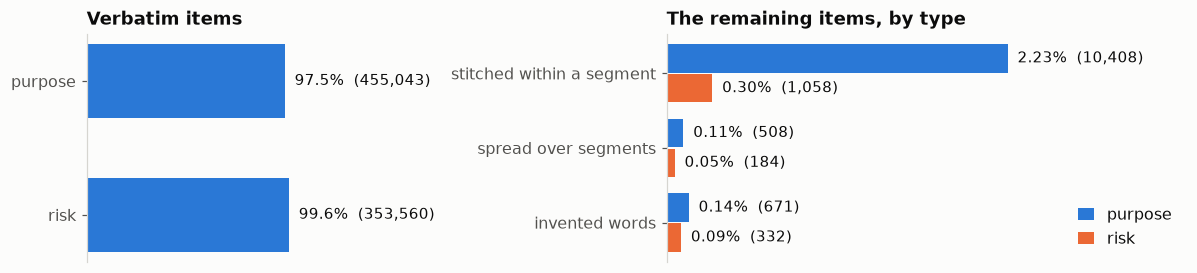 Verbatim items
purpose
97.5% (455,043)
risk
99.6% (353,560)
The remaining items, by type
stitched within a segment
2.23% (10,408)
0.30% (1,058)
spread over segments
0.11% (508)
0.05% (184)
invented words
0.14% (671)
0.09% (332)
purpose
risk